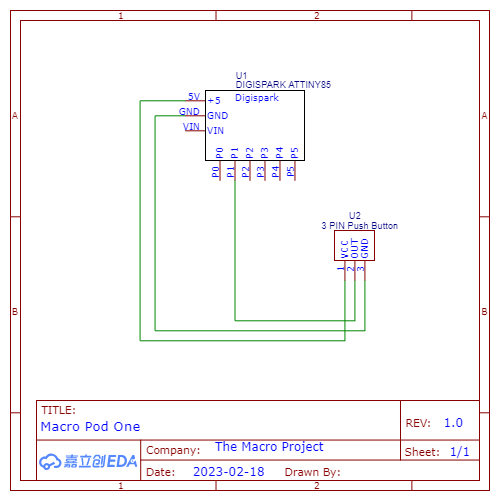 1 2
A A
U1
DIGISPARK ATTINY85
5V +5 Digispark
GND GND
VIN VIN
P0 P1 P2 P3 P4 P5
P0 P1 P2 P3 P4 P5
U2
3 PIN Push Button
VCC OUT GND
1 2 3
B B
TITLE:
Macro Pod One
REV: 1.0
嘉立创EDA
Company: The Macro Project
Sheet: 1/1
Date: 2023-02-18 Drawn By:
1 2